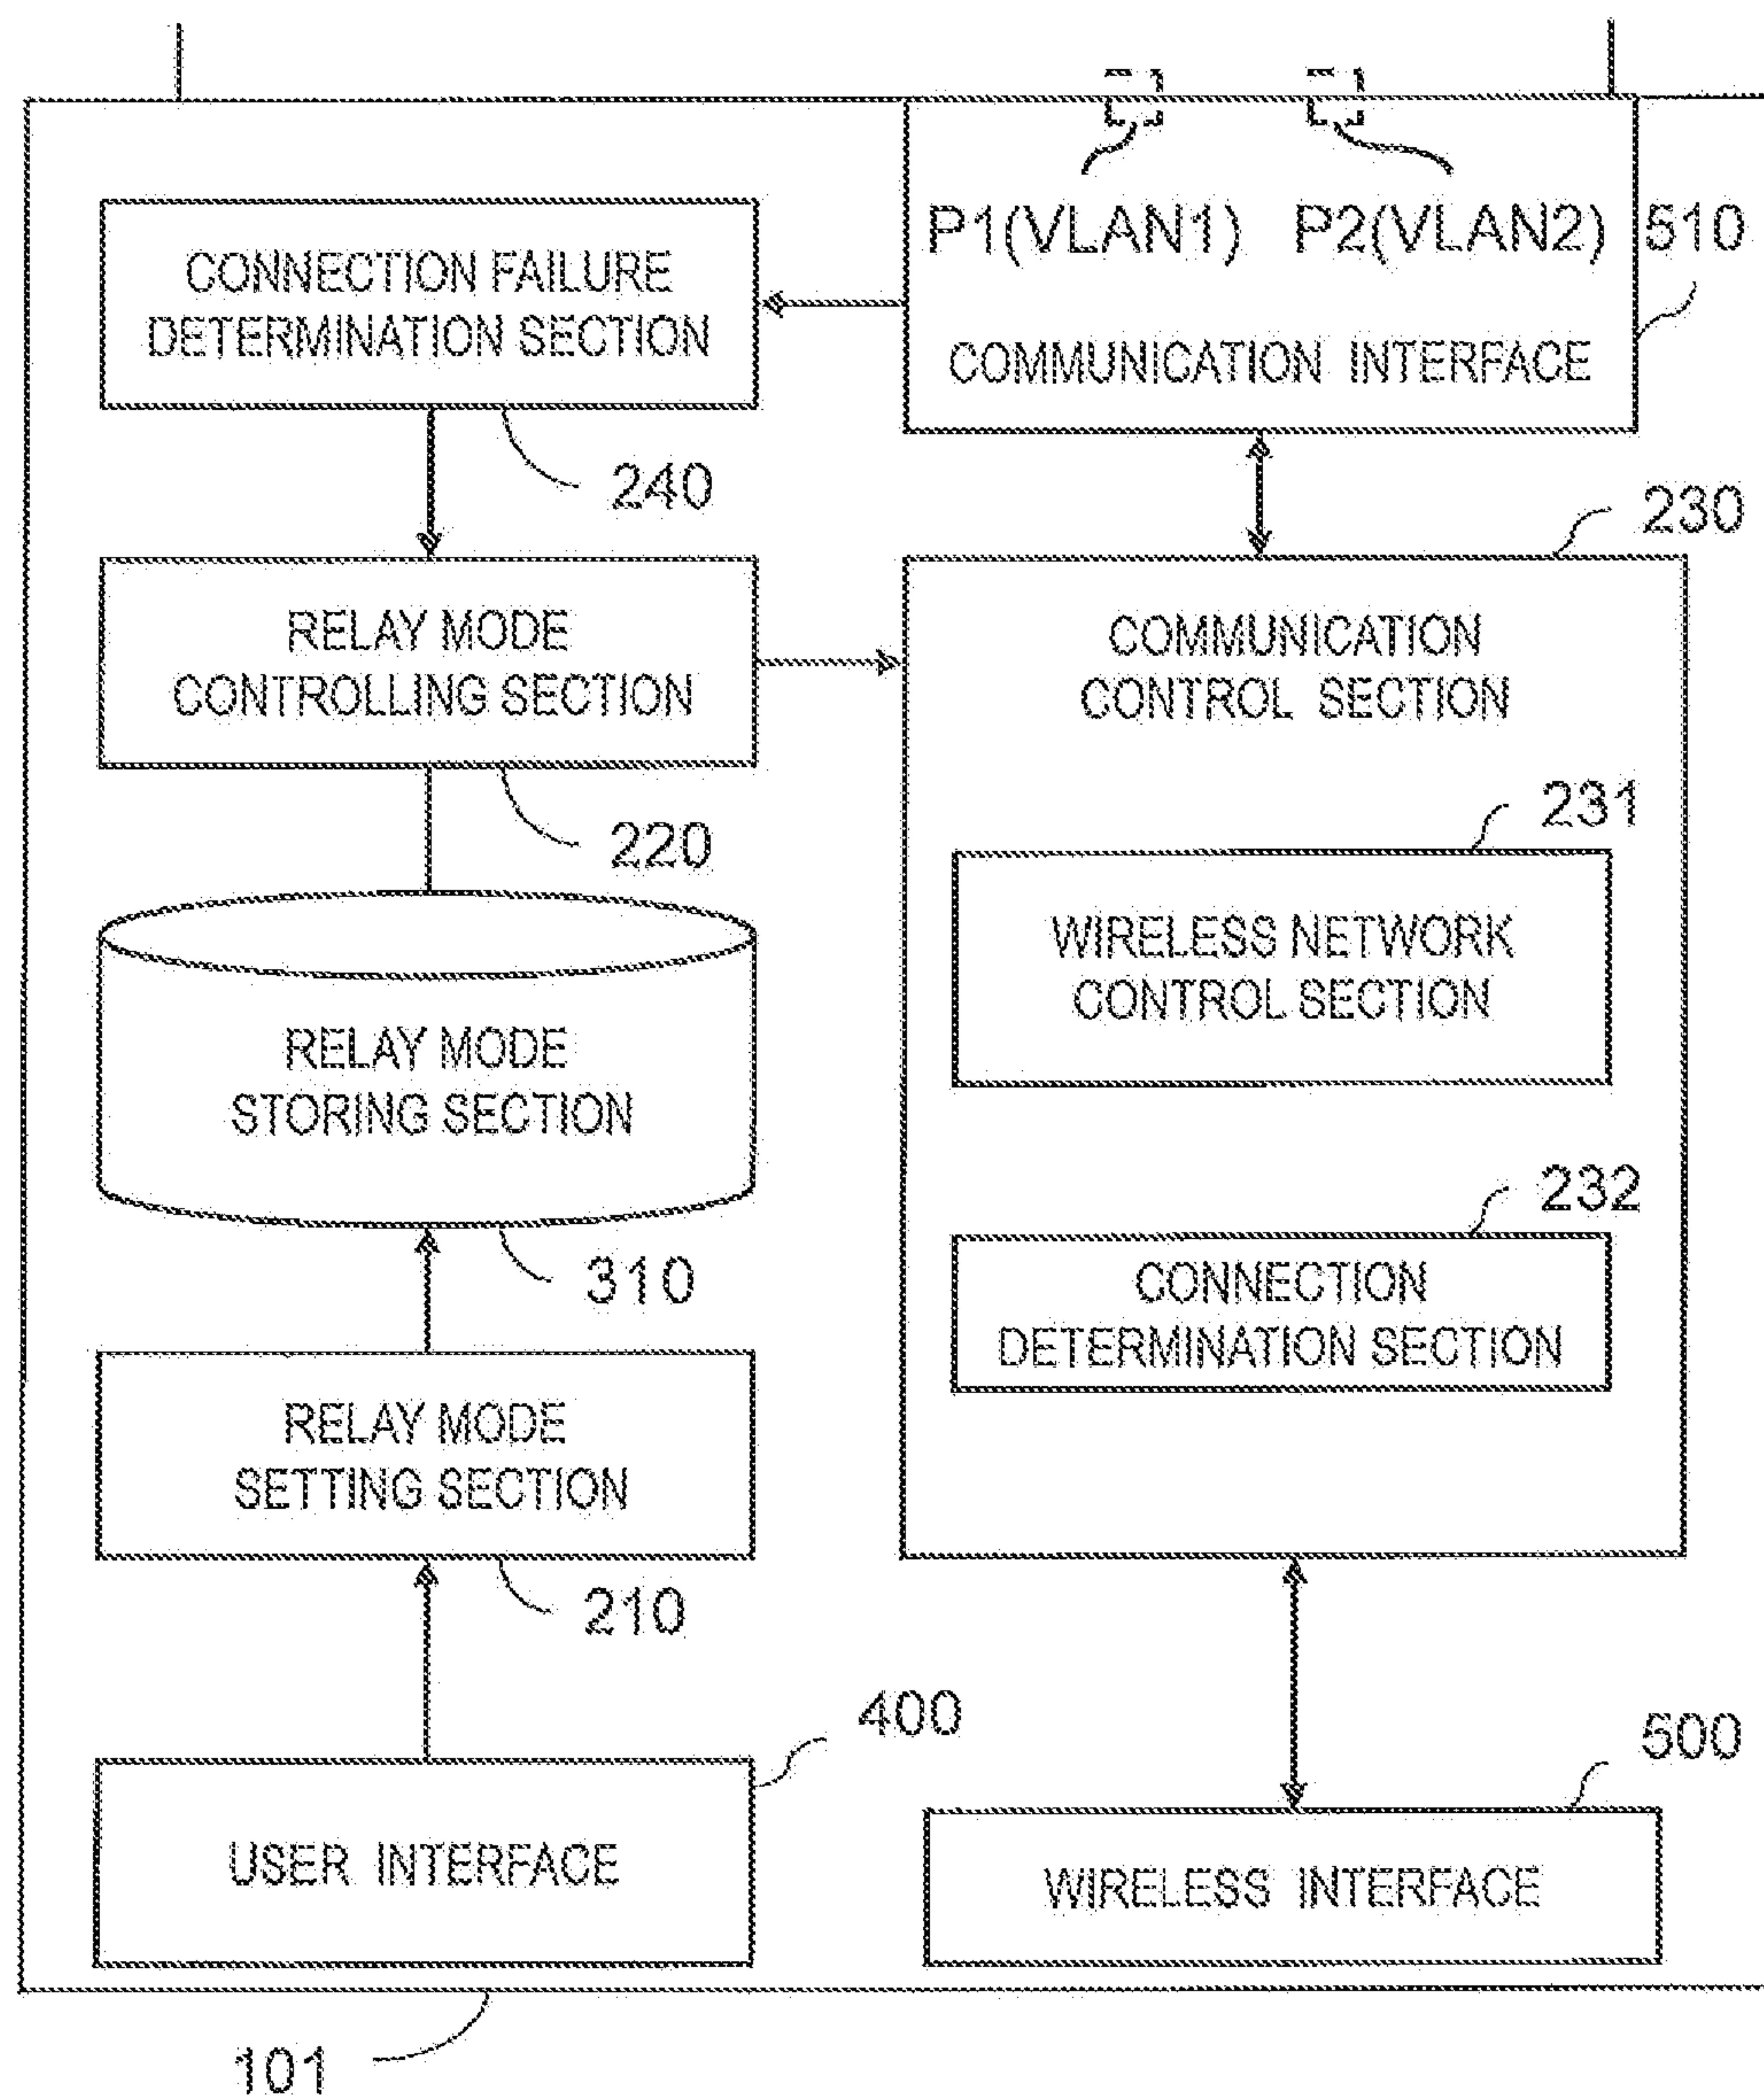 P1(VLAN1) P2(VLAN2) 510
CONNECTION FAILURE
DETERMINATION SECTION
COMMUNICATION INTERFACE
240
230
RELAY MODE
CONTROLLING SECTION
COMMUNICATION
CONTROL SECTION
220
231
WIRELESS NETWORK
CONTROL SECTION
RELAY MODE
STORING SECTION
232
310
CONNECTION
DETERMINATION SECTION
RELAY MODE
SETTING SECTION
210
400
500
USER INTERFACE
WIRELESS INTERFACE
101